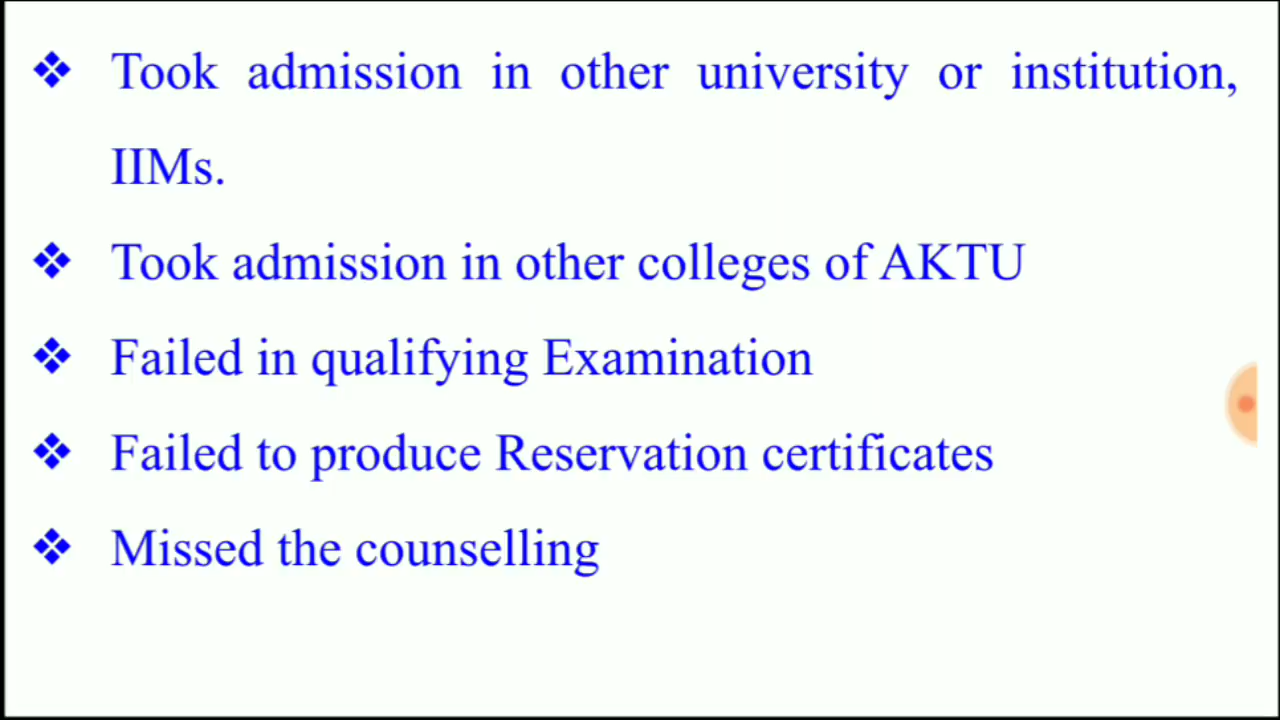 ❖ Took admission in other university or institution,
IIMs.
❖ Took admission in other colleges of AKTU
❖ Failed in qualifying Examination
❖ Failed to produce Reservation certificates
❖ Missed the counselling